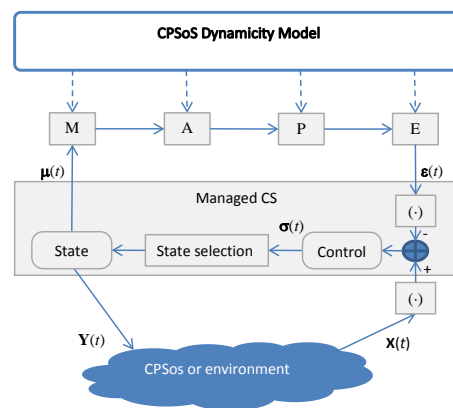 CPSoS Dynamicity Model
M A P E
μ(t) ε(t)
Managed CS
(·)
σ(t) -
State State selection Control
+
(·)
Y(t) X(t)
CPSos or environment